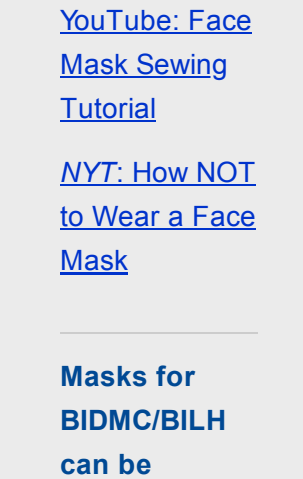 YouTube: Face
Mask Sewing
Tutorial
NYT: How NOT
to Wear a Face
Mask
Masks for
BIDMC/BILH
can be